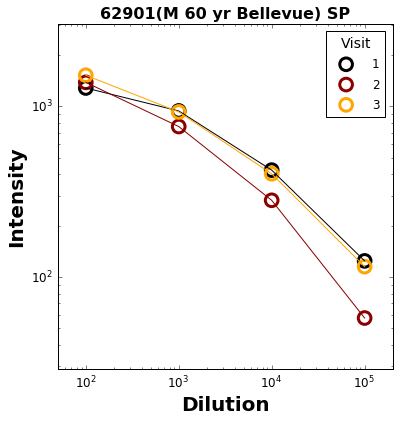 62901(M 60 yr Bellevue) SP
Visit
1
2
3
10³
10²
Intensity
10² 10³ 10⁴ 10⁵
Dilution